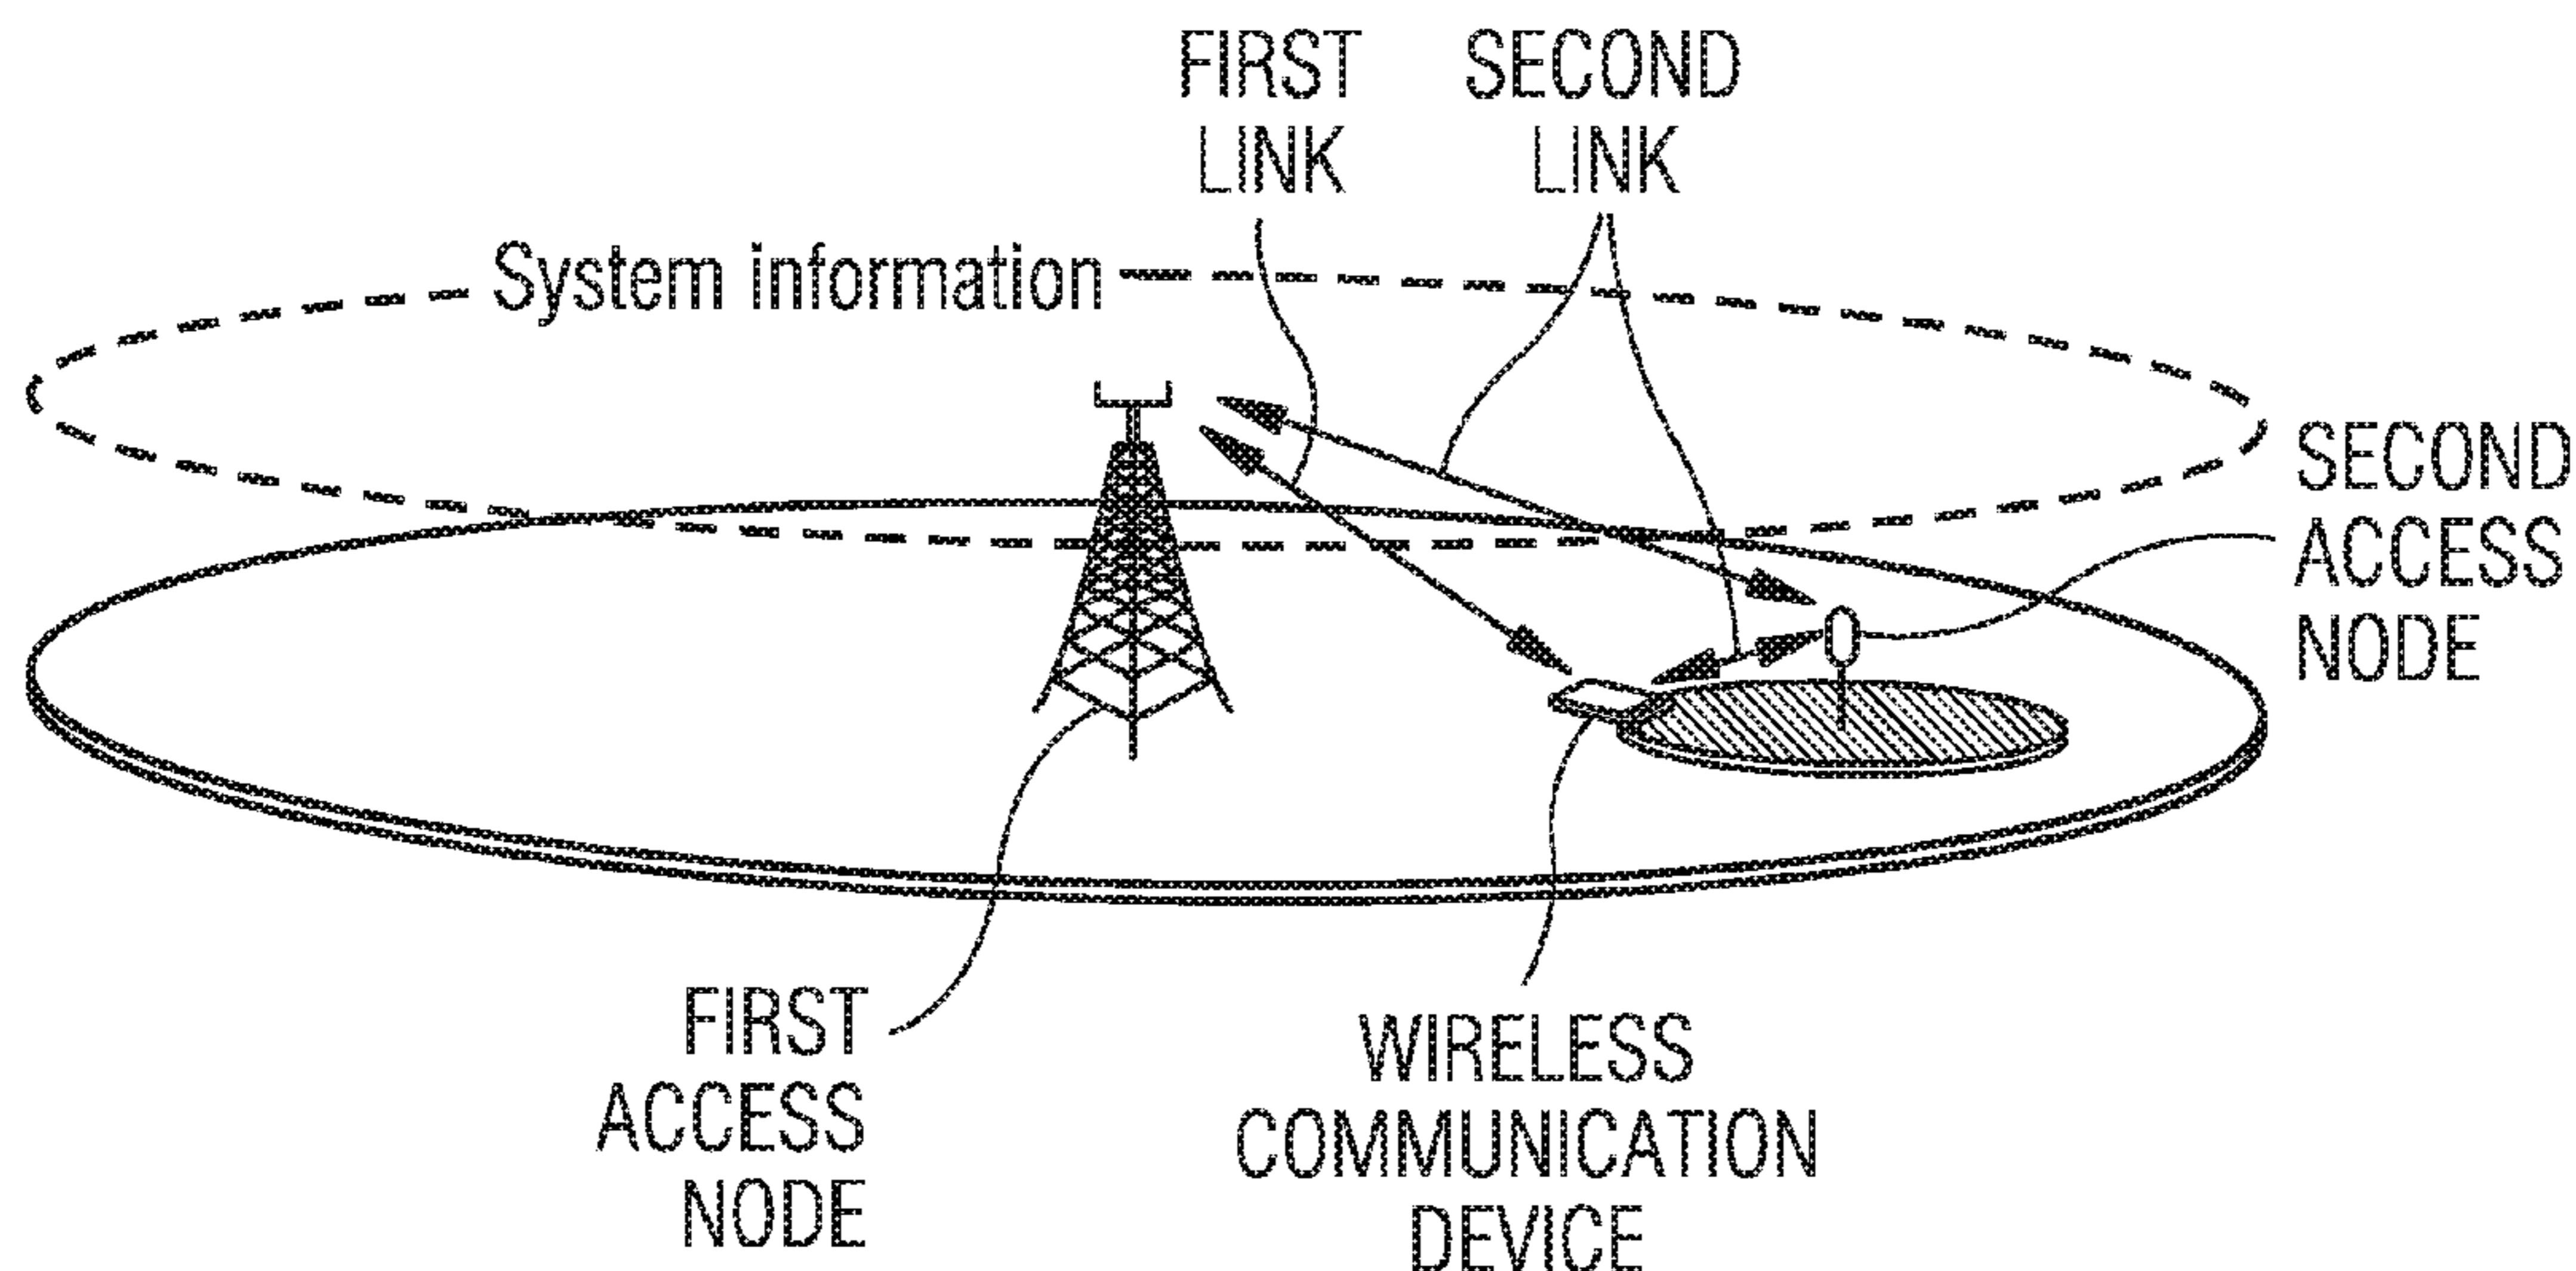 FIRST
LINK
SECOND
LINK
System information
SECOND
ACCESS
NODE
FIRST
ACCESS
NODE
WIRELESS
COMMUNICATION
DEVICE